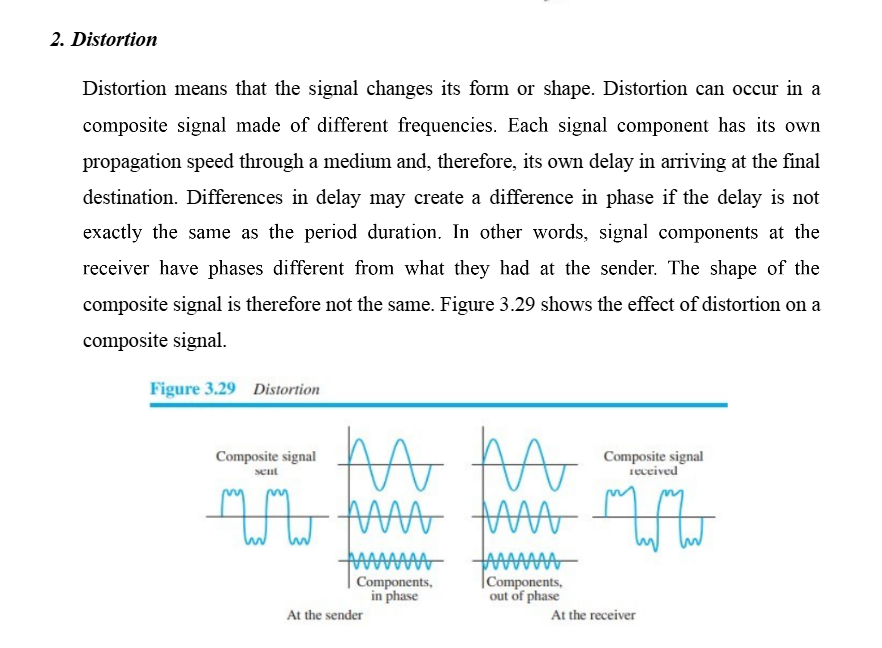 2. Distortion
Distortion means that the signal changes its form or shape. Distortion can occur in a
composite signal made of different frequencies. Each signal component has its own
propagation speed through a medium and, therefore, its own delay in arriving at the final
destination. Differences in delay may create a difference in phase if the delay is not
exactly the same as the period duration. In other words, signal components at the
receiver have phases different from what they had at the sender. The shape of the
composite signal is therefore not the same. Figure 3.29 shows the effect of distortion on a
composite signal.
Figure 3.29 Distortion
Composite signal
sent
Components,
in phase
At the sender
Components,
out of phase
Composite signal
received
At the receiver